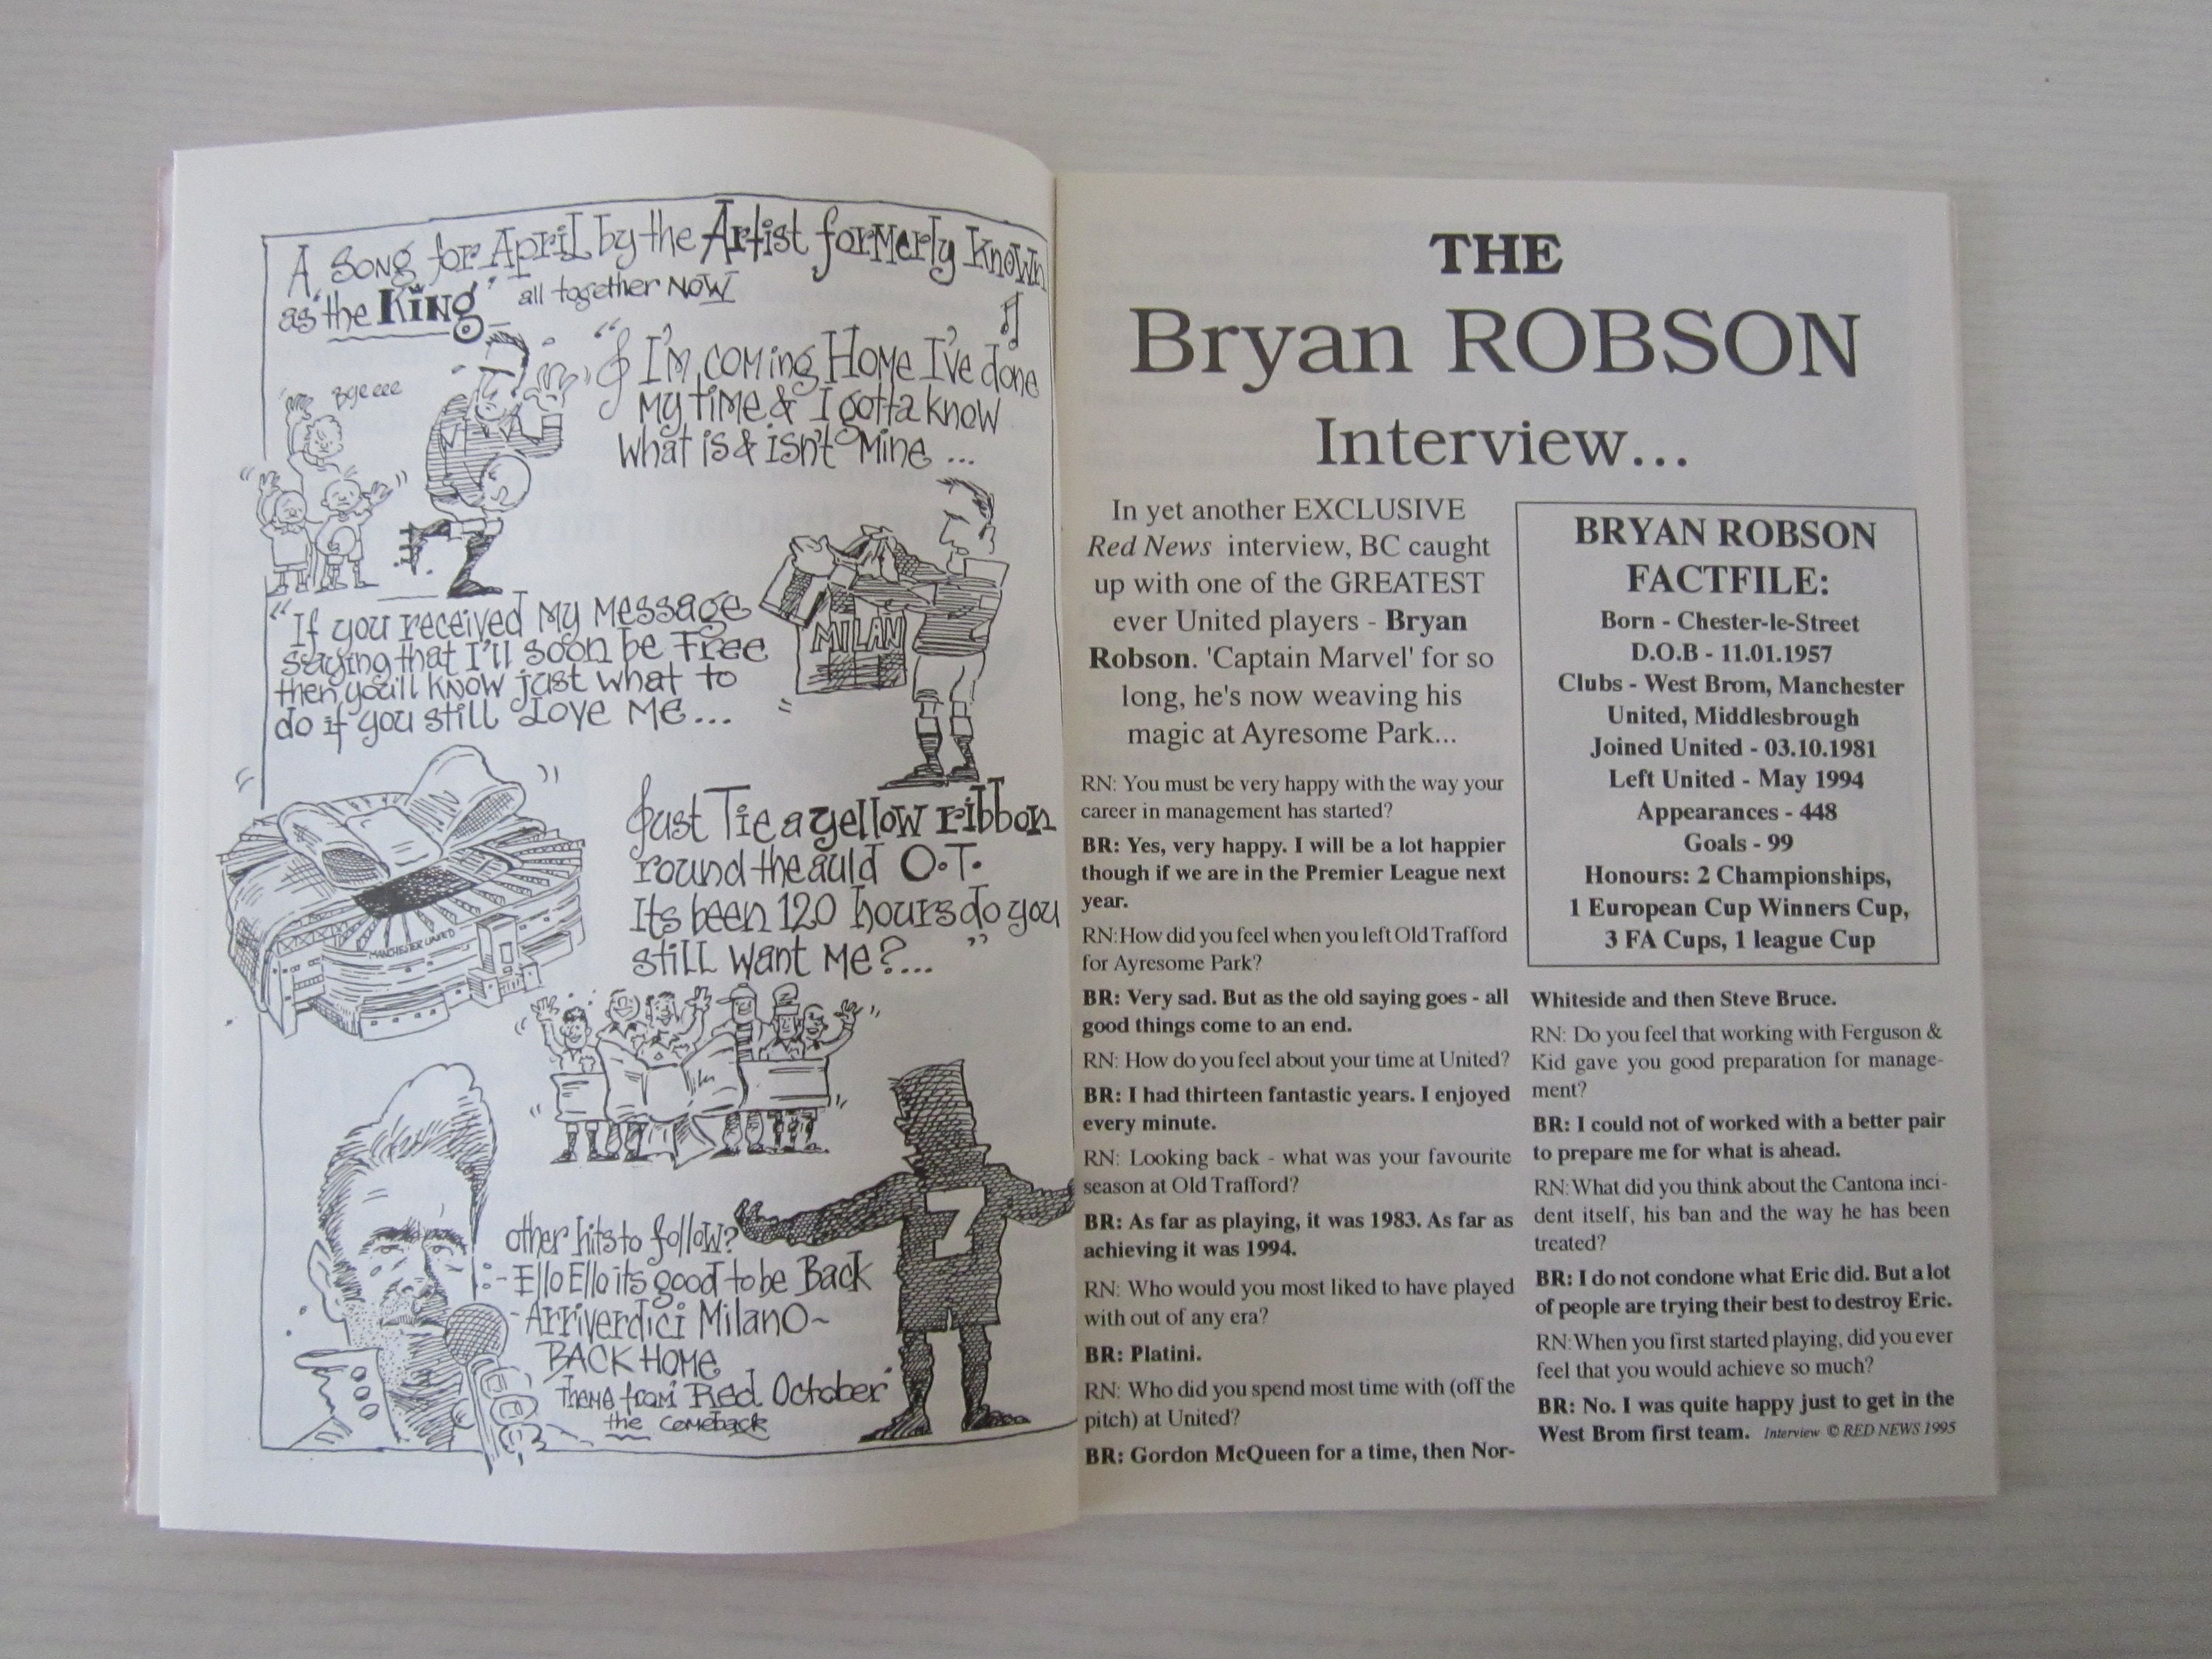 A Song for April by the Artist formerly known
as "the King" all together NOW
Bye eee
"I'm coming Home I've done
my time & I gotta know
what is & isn't Mine ...
MILAN
"If you received my message
saying that I'll soon be Free
then you'll know just what to
do if you still Love Me...
MANCHESTER UNITED
Just Tie a yellow ribbon
round the auld O.T.
Its been 120 hours do you
still want Me?... "
7
other hits to follow?
- Ello Ello its good to be Back
- Arriverdici Milano ~
BACK HOME
Theme from "Red October"
the comeback
THE
Bryan ROBSON
Interview...
In yet another EXCLUSIVE
Red News interview, BC caught
up with one of the GREATEST
ever United players - Bryan
Robson. 'Captain Marvel' for so
long, he's now weaving his
magic at Ayresome Park...
RN: You must be very happy with the way your
career in management has started?
BR: Yes, very happy. I will be a lot happier
though if we are in the Premier League next
year.
RN:How did you feel when you left Old Trafford
for Ayresome Park?
BR: Very sad. But as the old saying goes - all
good things come to an end.
RN: How do you feel about your time at United?
BR: I had thirteen fantastic years. I enjoyed
every minute.
RN: Looking back - what was your favourite
season at Old Trafford?
BR: As far as playing, it was 1983. As far as
achieving it was 1994.
RN: Who would you most liked to have played
with out of any era?
BR: Platini.
RN: Who did you spend most time with (off the
pitch) at United?
BR: Gordon McQueen for a time, then Nor-
BRYAN ROBSON
FACTFILE:
Born - Chester-le-Street
D.O.B - 11.01.1957
Clubs - West Brom, Manchester
United, Middlesbrough
Joined United - 03.10.1981
Left United - May 1994
Appearances - 448
Goals - 99
Honours: 2 Championships,
1 European Cup Winners Cup,
3 FA Cups, 1 league Cup
Whiteside and then Steve Bruce.
RN: Do you feel that working with Ferguson &
Kid gave you good preparation for manage-
ment?
BR: I could not of worked with a better pair
to prepare me for what is ahead.
RN:What did you think about the Cantona inci-
dent itself, his ban and the way he has been
treated?
BR: I do not condone what Eric did. But a lot
of people are trying their best to destroy Eric.
RN:When you first started playing, did you ever
feel that you would achieve so much?
BR: No. I was quite happy just to get in the
West Brom first team. Interview © RED NEWS 1995